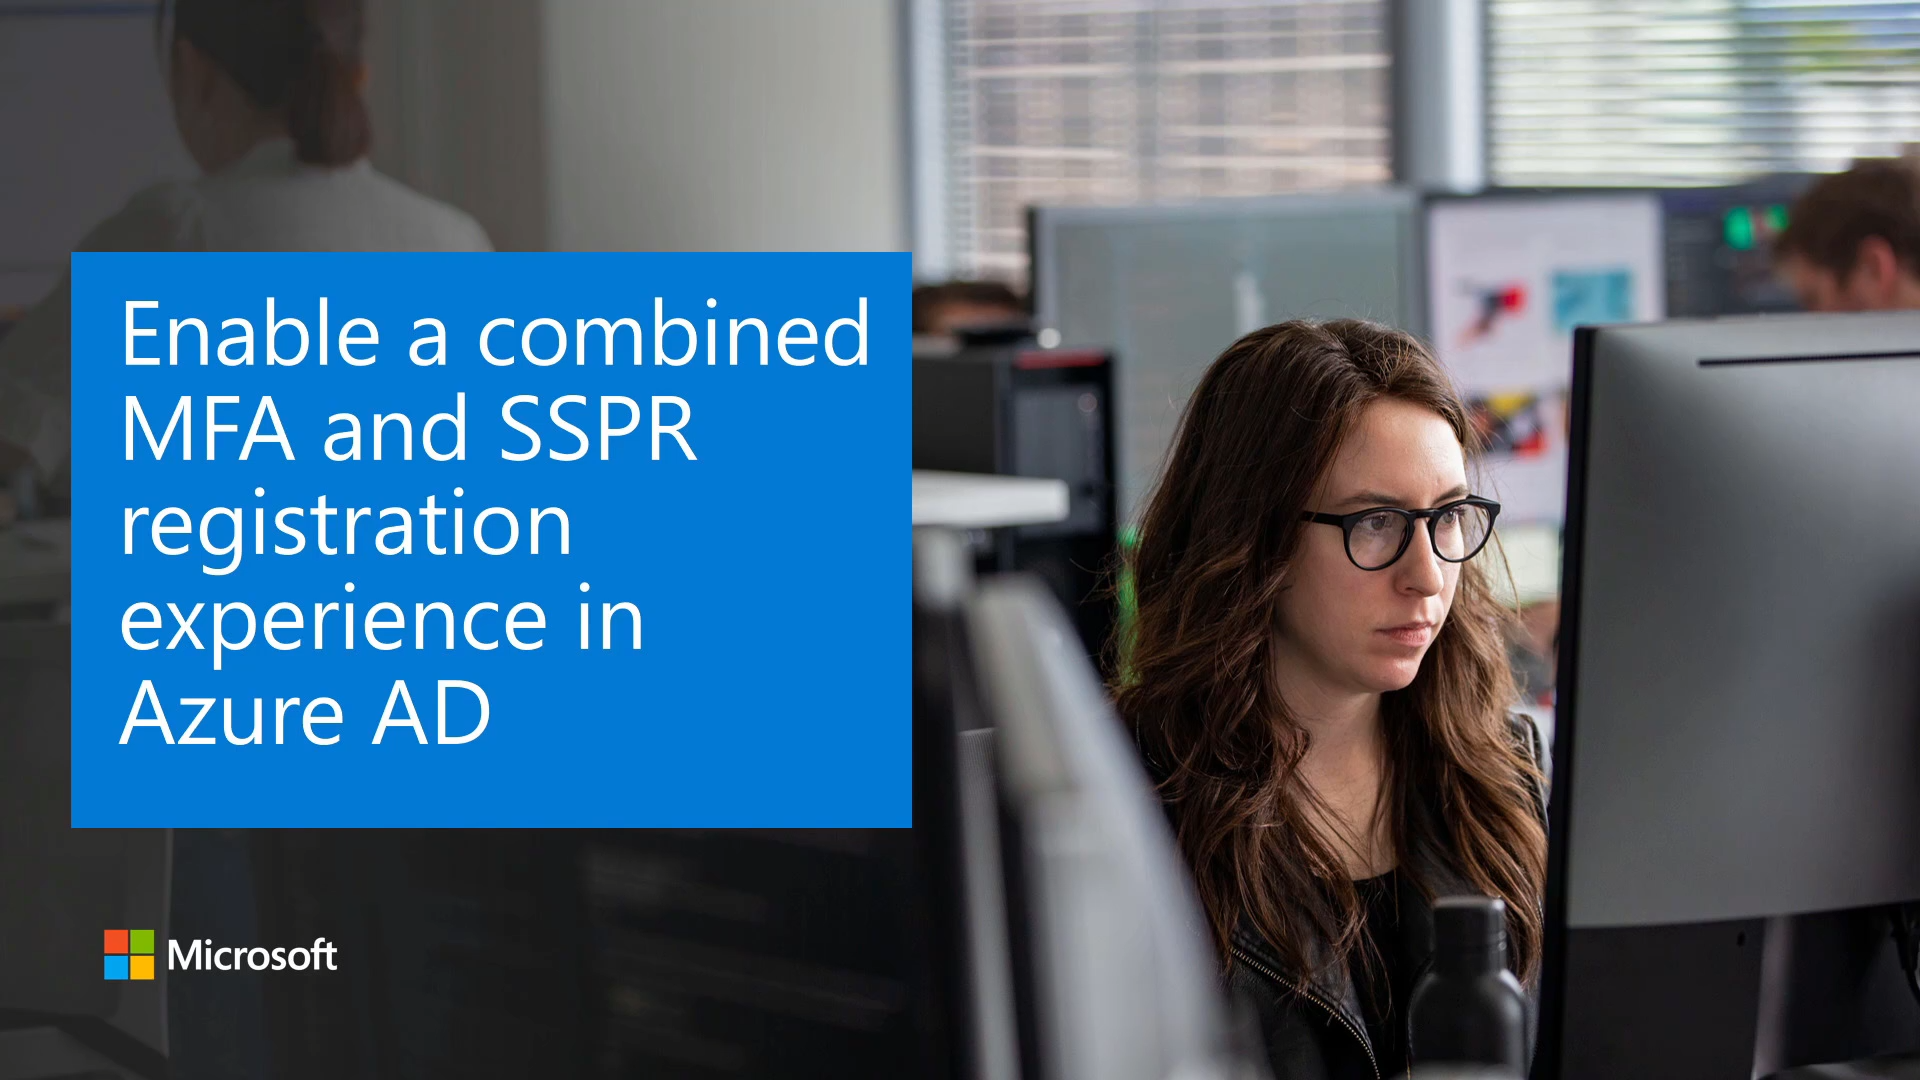 Enable a combined
MFA and SSPR
registration
experience in
Azure AD
Microsoft